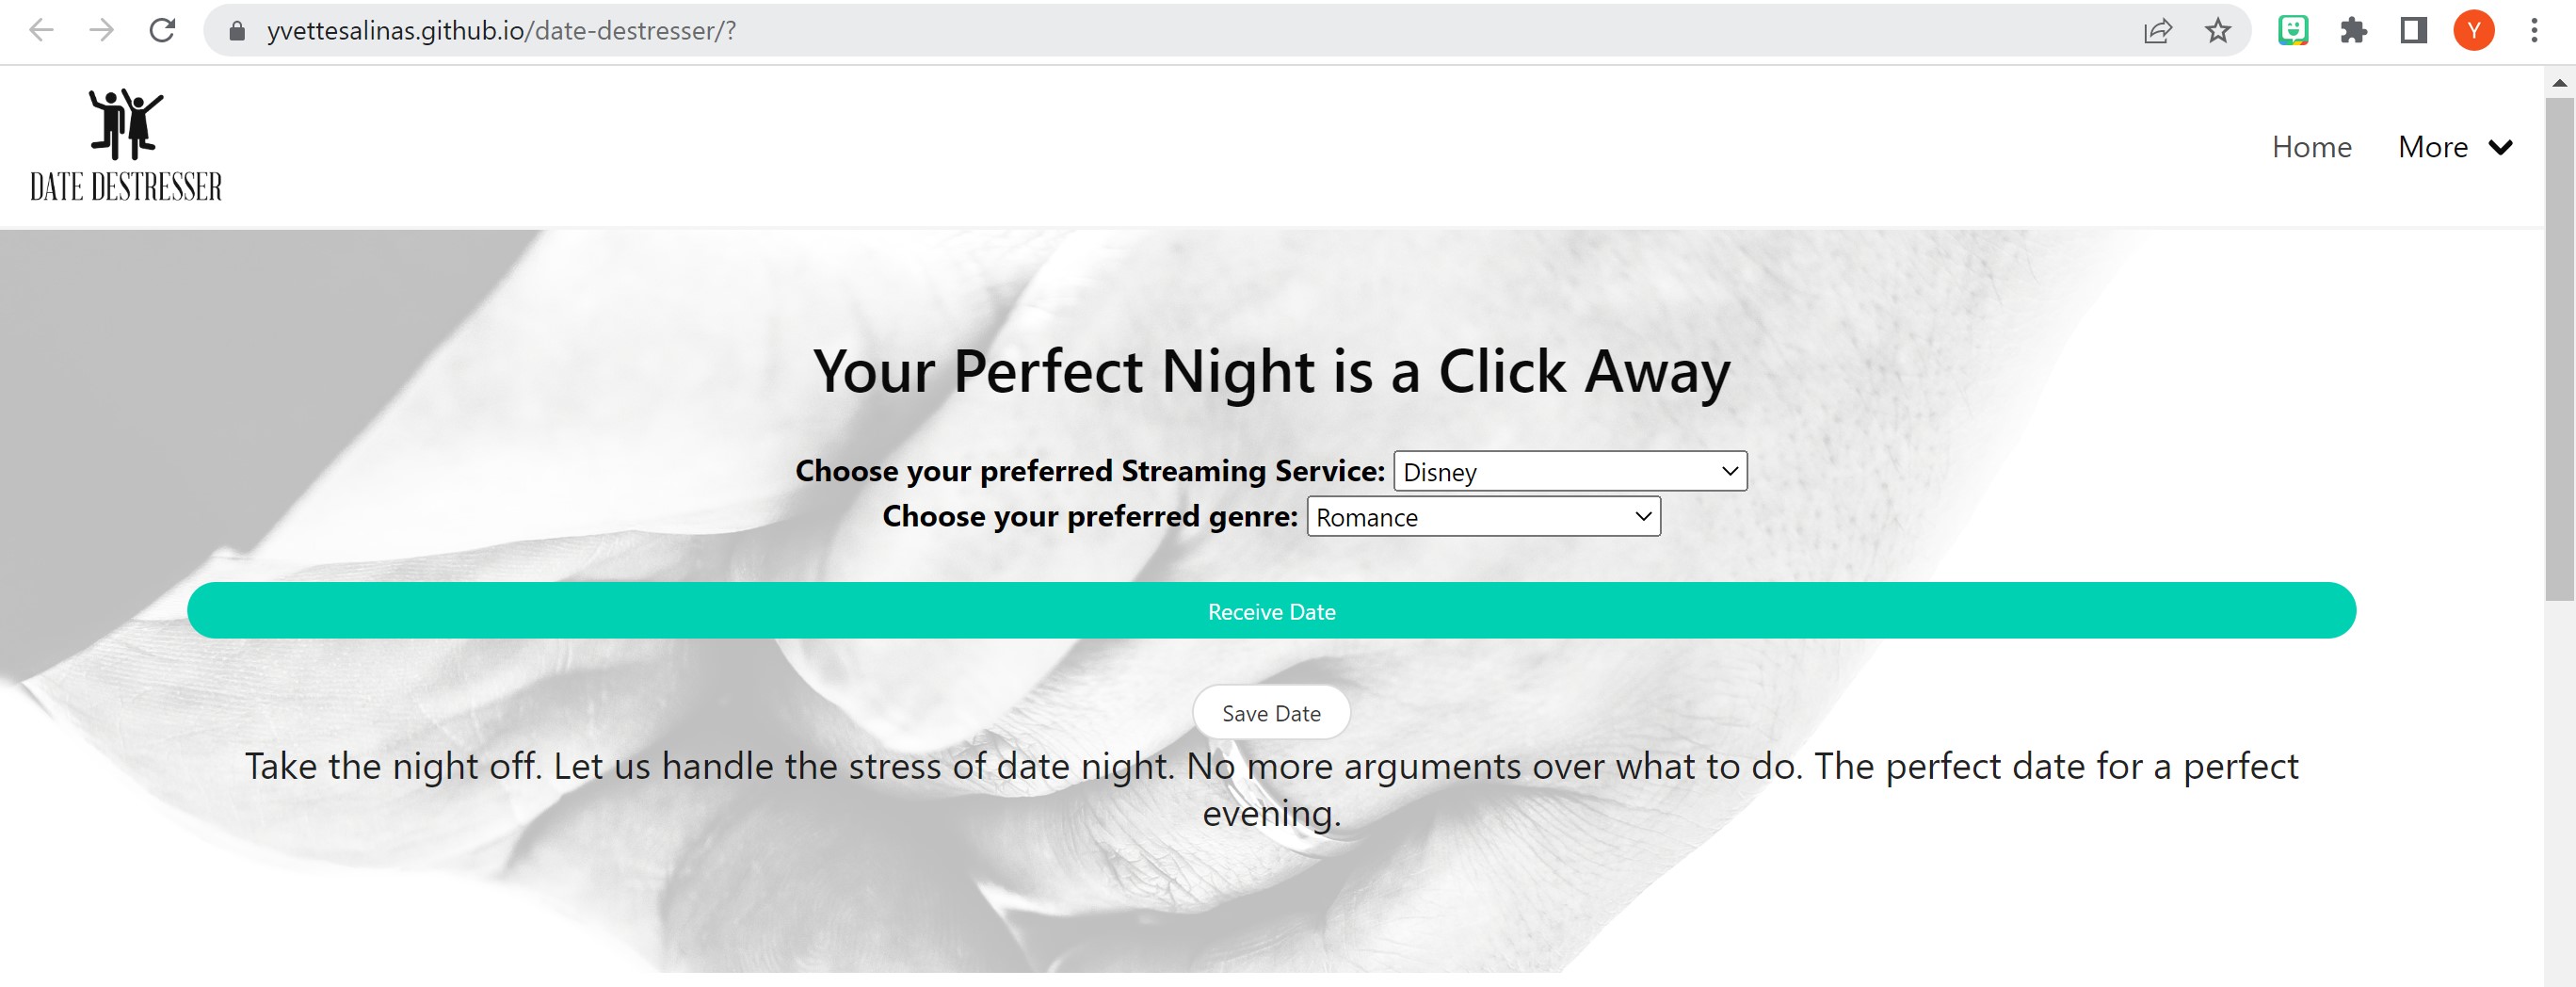 yvettesalinas.github.io/date-destresser/?
Y
DATE DESTRESSER
Home
More
Your Perfect Night is a Click Away
Choose your preferred Streaming Service: Disney
Choose your preferred genre: Romance
Receive Date
Save Date
Take the night off. Let us handle the stress of date night. No more arguments over what to do. The perfect date for a perfect
evening.